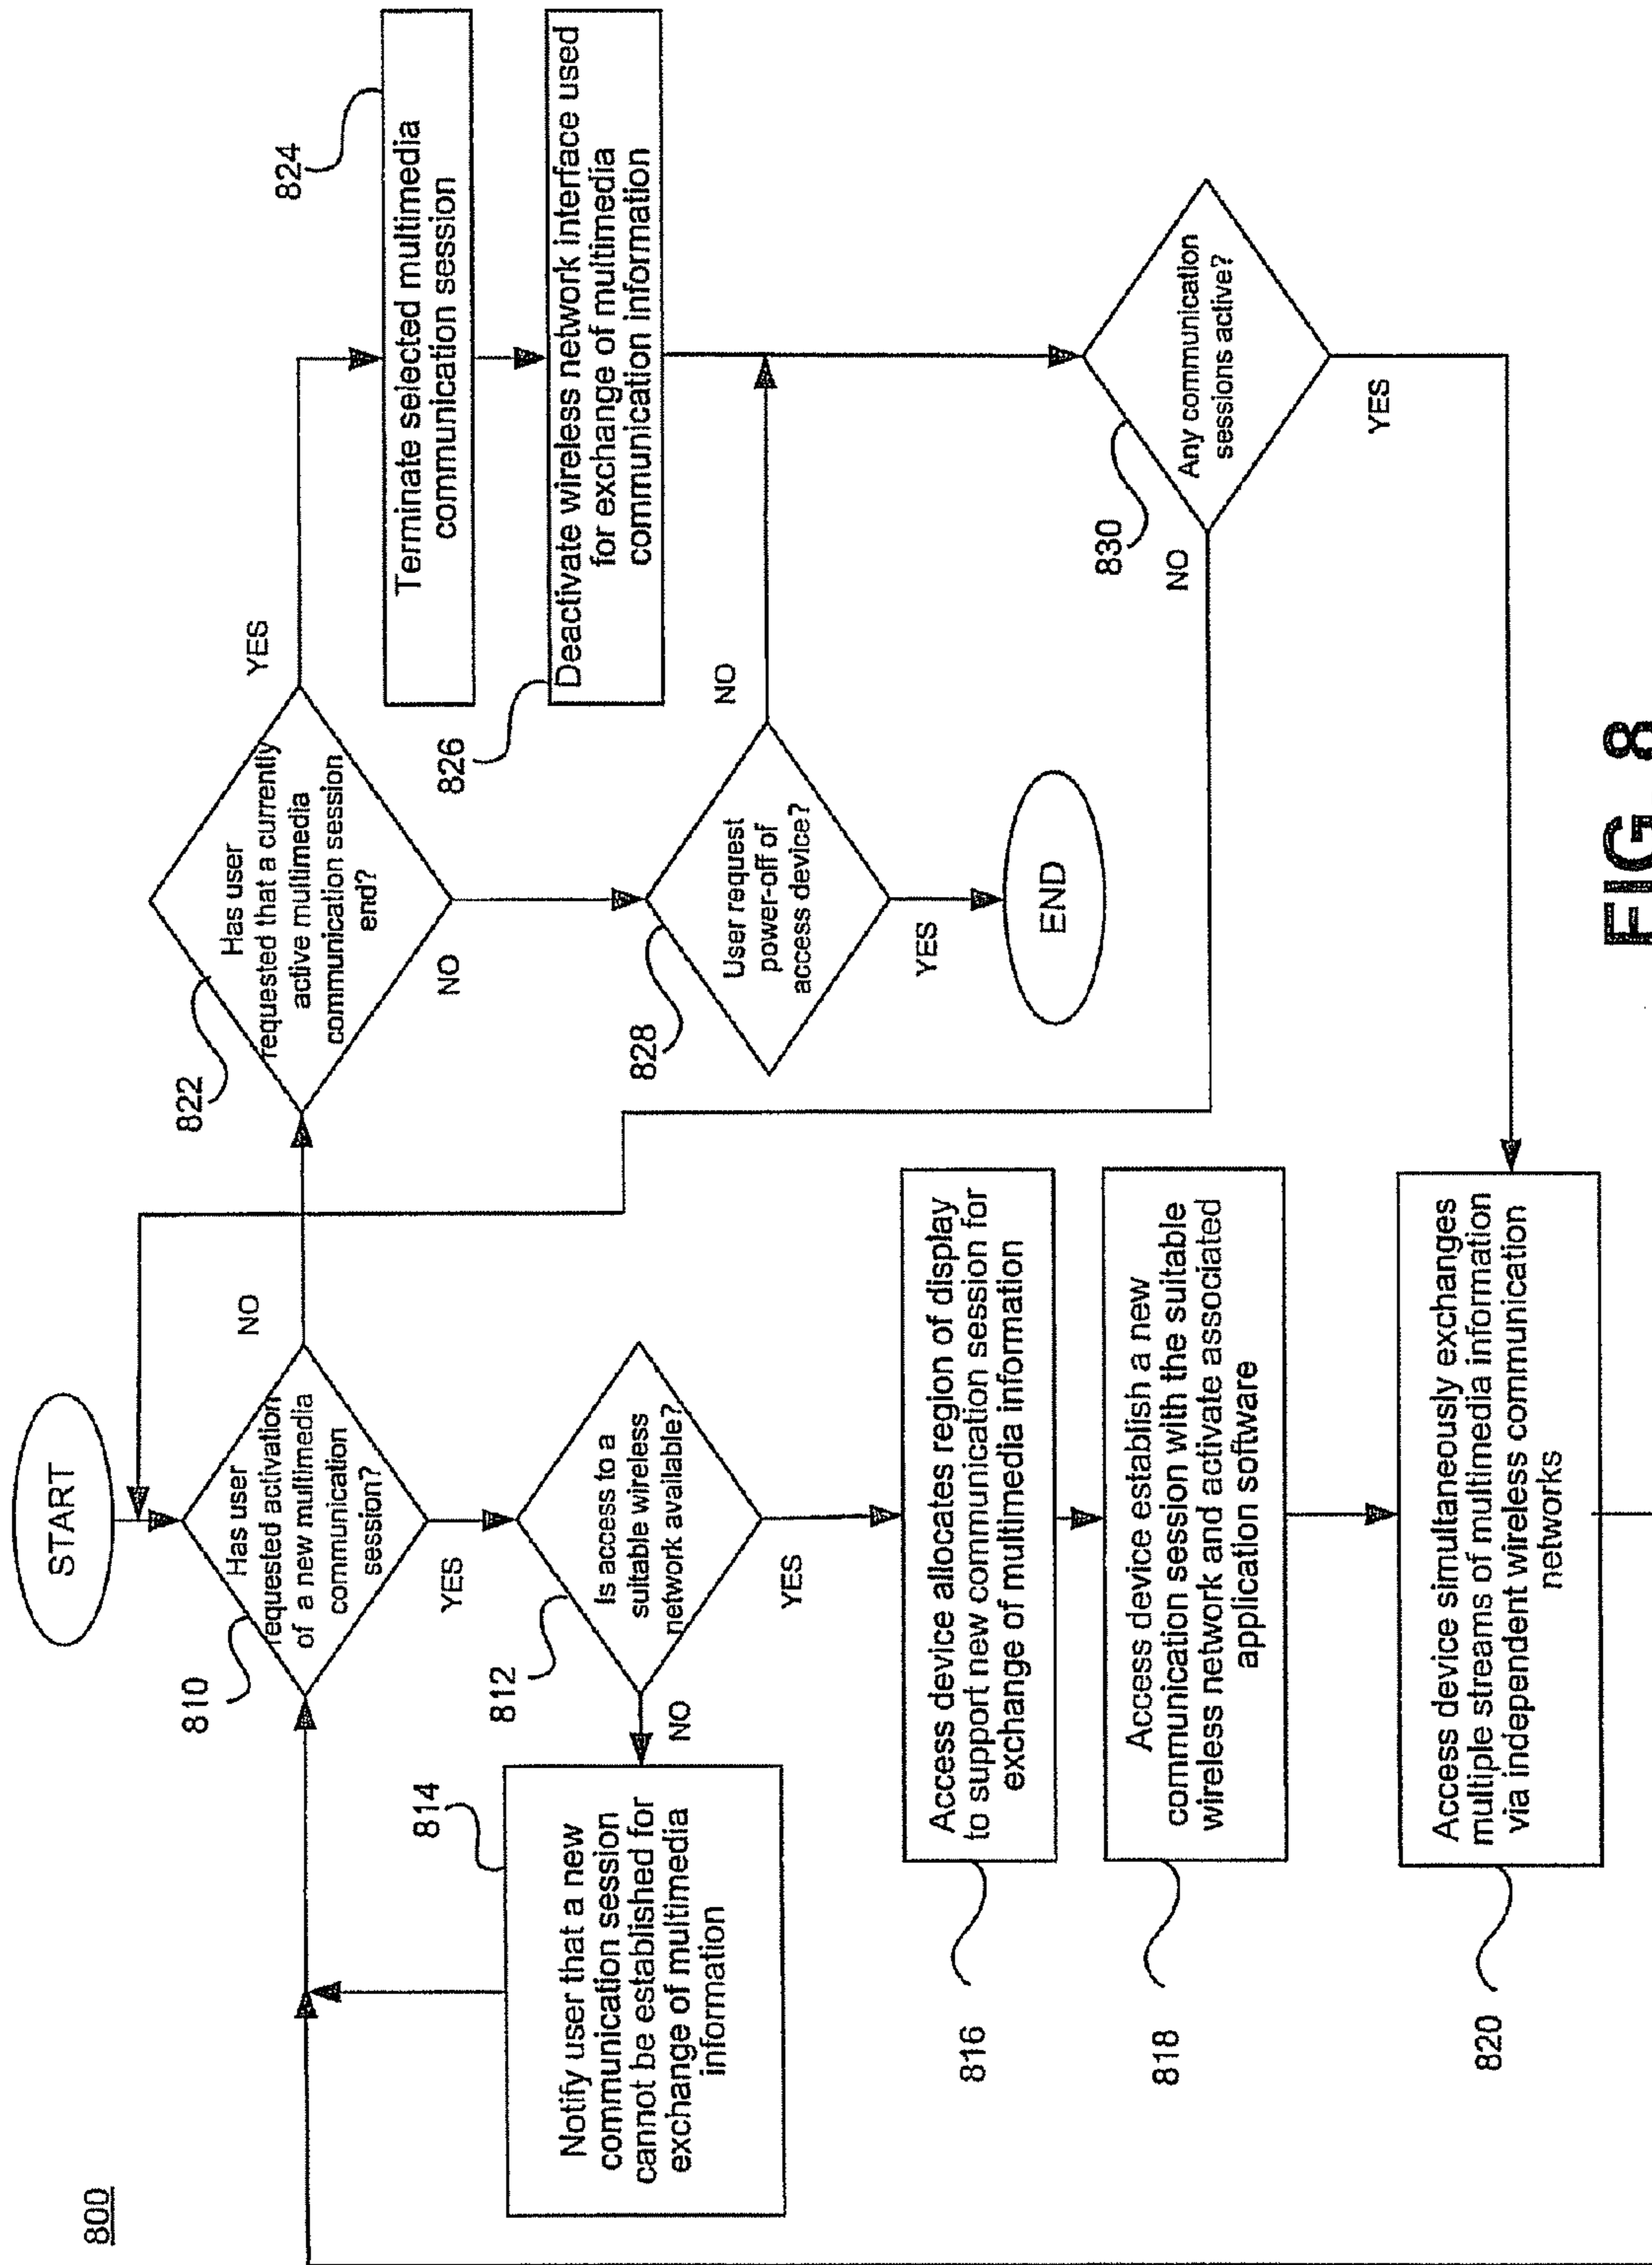 800
START
810
Has user
requested activation
of a new multimedia
communication
session?
NO
YES
812
Is access to a
suitable wireless
network available?
NO
YES
814
Notify user that a new
communication session
cannot be established for
exchange of multimedia
information
816
Access device allocates region of display
to support new communication session for
exchange of multimedia information
818
Access device establish a new
communication session with the suitable
wireless network and activate associated
application software
820
Access device simultaneously exchanges
multiple streams of multimedia information
via independent wireless communication
networks
822
Has user
requested that a currently
active multimedia
communication session
end?
YES
NO
824
Terminate selected multimedia
communication session
826
Deactivate wireless network interface used
for exchange of multimedia
communication information
828
User request
power-off of
access device?
NO
YES
END
830
Any communication
sessions active?
NO
YES
FIG 8